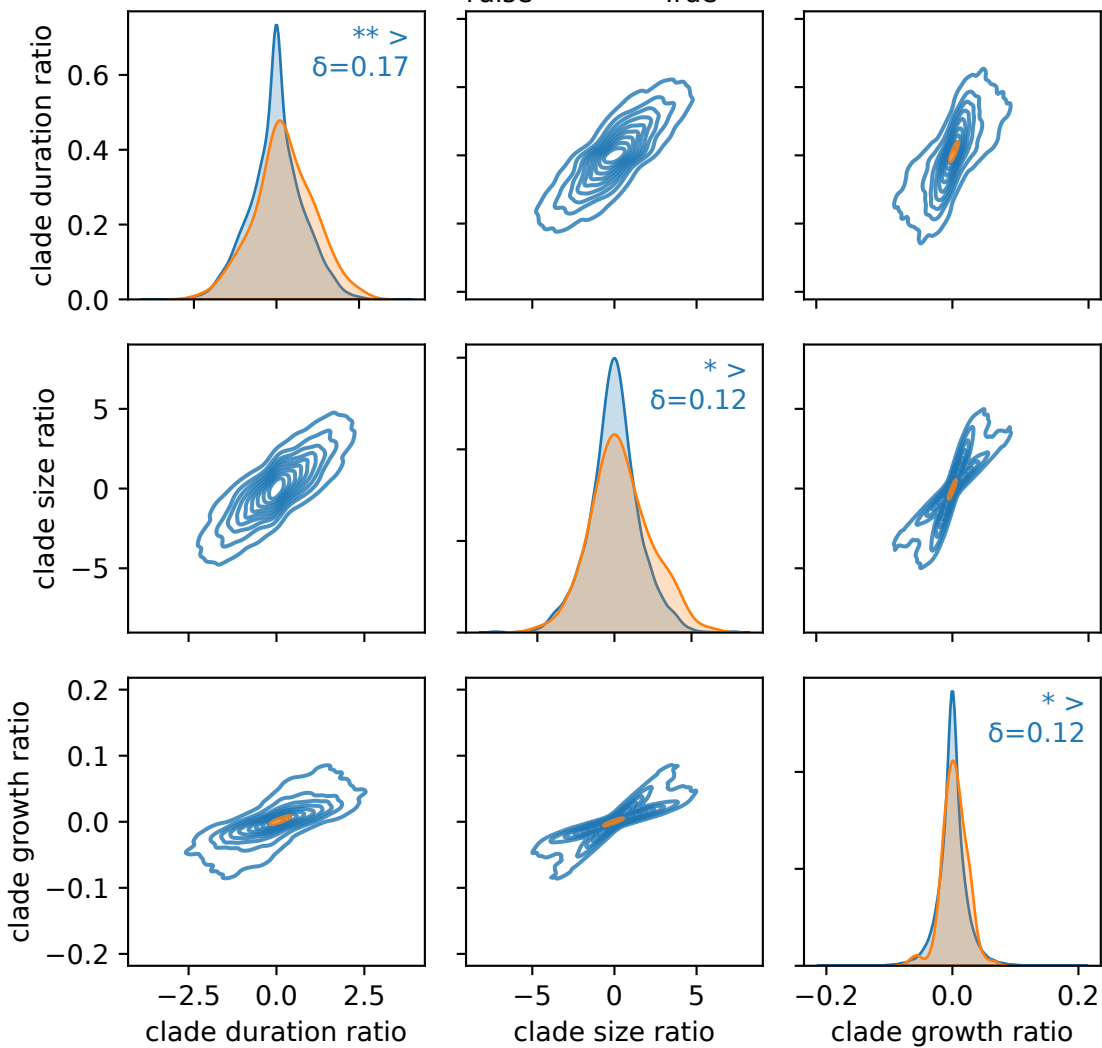 clade duration ratio
0.6
0.4
0.2
0.0
** >
δ=0.17
clade size ratio
5
0
−5
* >
δ=0.12
clade growth ratio
0.2
0.1
0.0
−0.1
−0.2
* >
δ=0.12
−2.5 0.0 2.5
clade duration ratio
−5 0 5
clade size ratio
−0.2 0.0 0.2
clade growth ratio